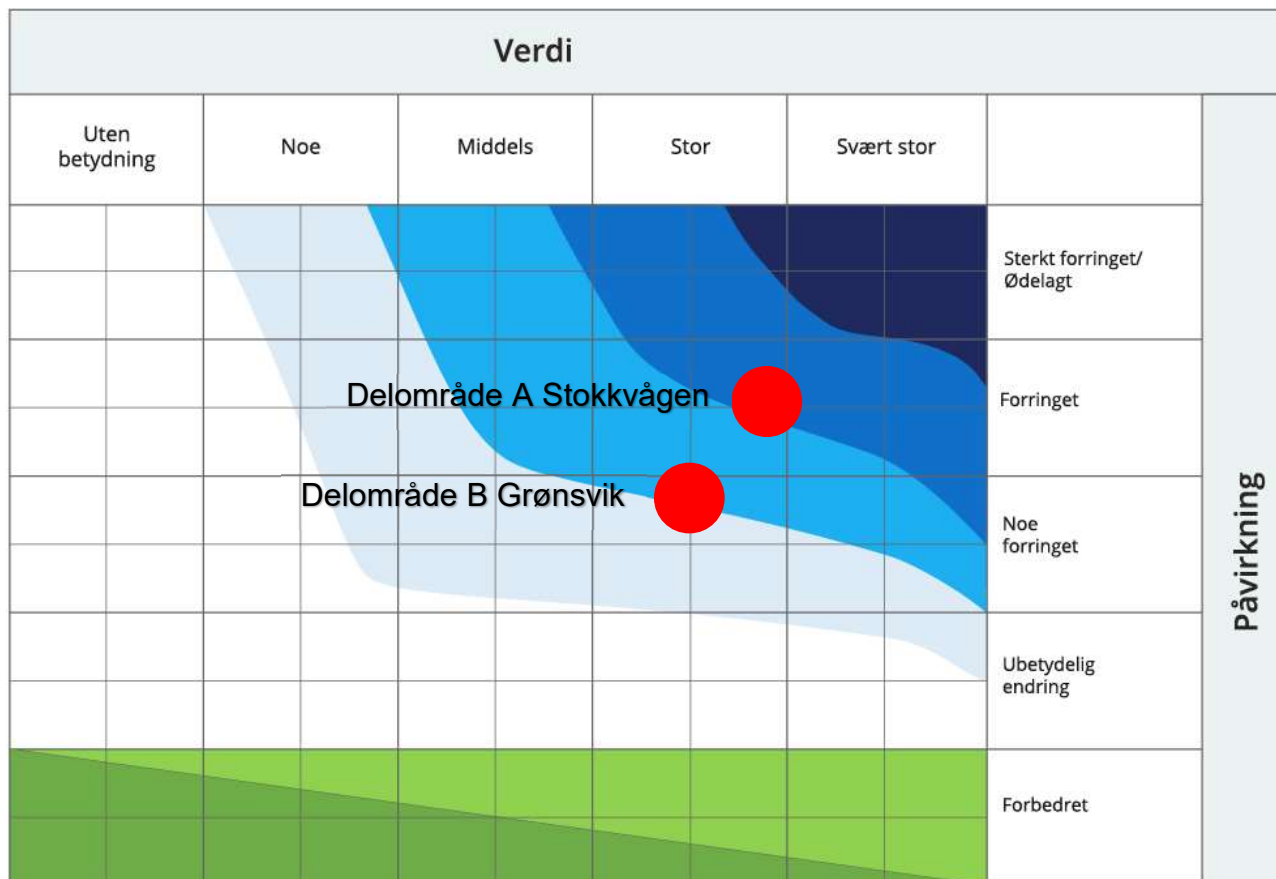 Verdi
Uten
betydning
Noe
Middels
Stor
Svært stor
Sterkt forringet/
Ødelagt
Delområde A Stokkvågen
Forringet
Delområde B Grønsvik
Noe
forringet
Ubetydelig
endring
Forbedret
Påvirkning